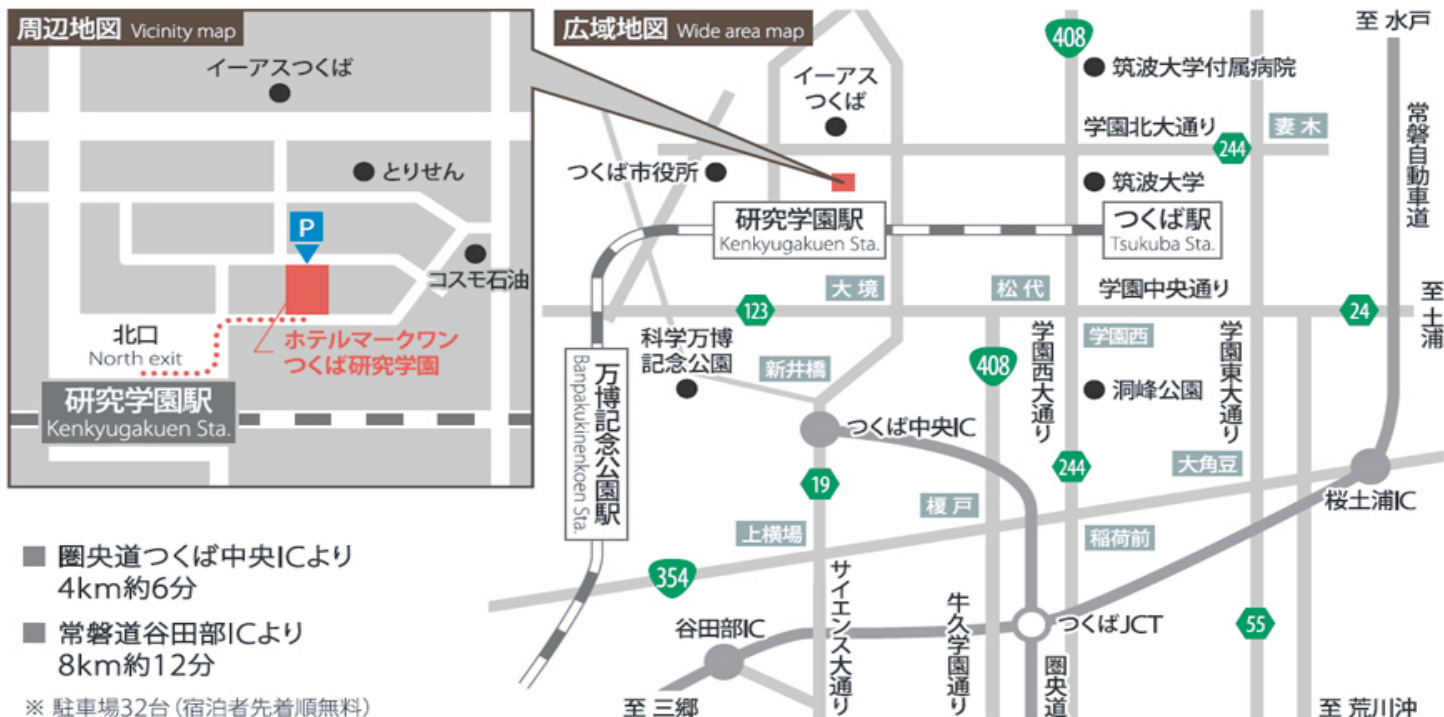 周辺地図 Vicinity map
イーアスつくば
とりせん
P
コスモ石油
ホテルマークワン
つくば研究学園
北口
North exit
研究学園駅
Kenkyugakuen Sta.
圏央道つくば中央ICより
4km約6分
常磐道谷田部ICより
8km約12分
※ 駐車場32台（宿泊者先着順無料）
広域地図 Wide area map
至 水戸
408
筑波大学付属病院
イーアス
つくば
学園北大通り
妻木
244
常磐自動車道
つくば市役所
筑波大学
研究学園駅
Kenkyugakuen Sta.
つくば駅
Tsukuba Sta.
大境
松代
学園中央通り
至 土浦
123
24
科学万博
記念公園
新井橋
408
学園西大通り
学園西
学園東大通り
万博記念公園駅
Banpakukinenkoen Sta.
洞峰公園
つくば中央IC
19
244
大角豆
桜土浦IC
榎戸
上横場
稲荷前
354
サイエンス大通り
牛久学園通り
谷田部IC
つくばJCT
55
圏央道
至 三郷
至 荒川沖